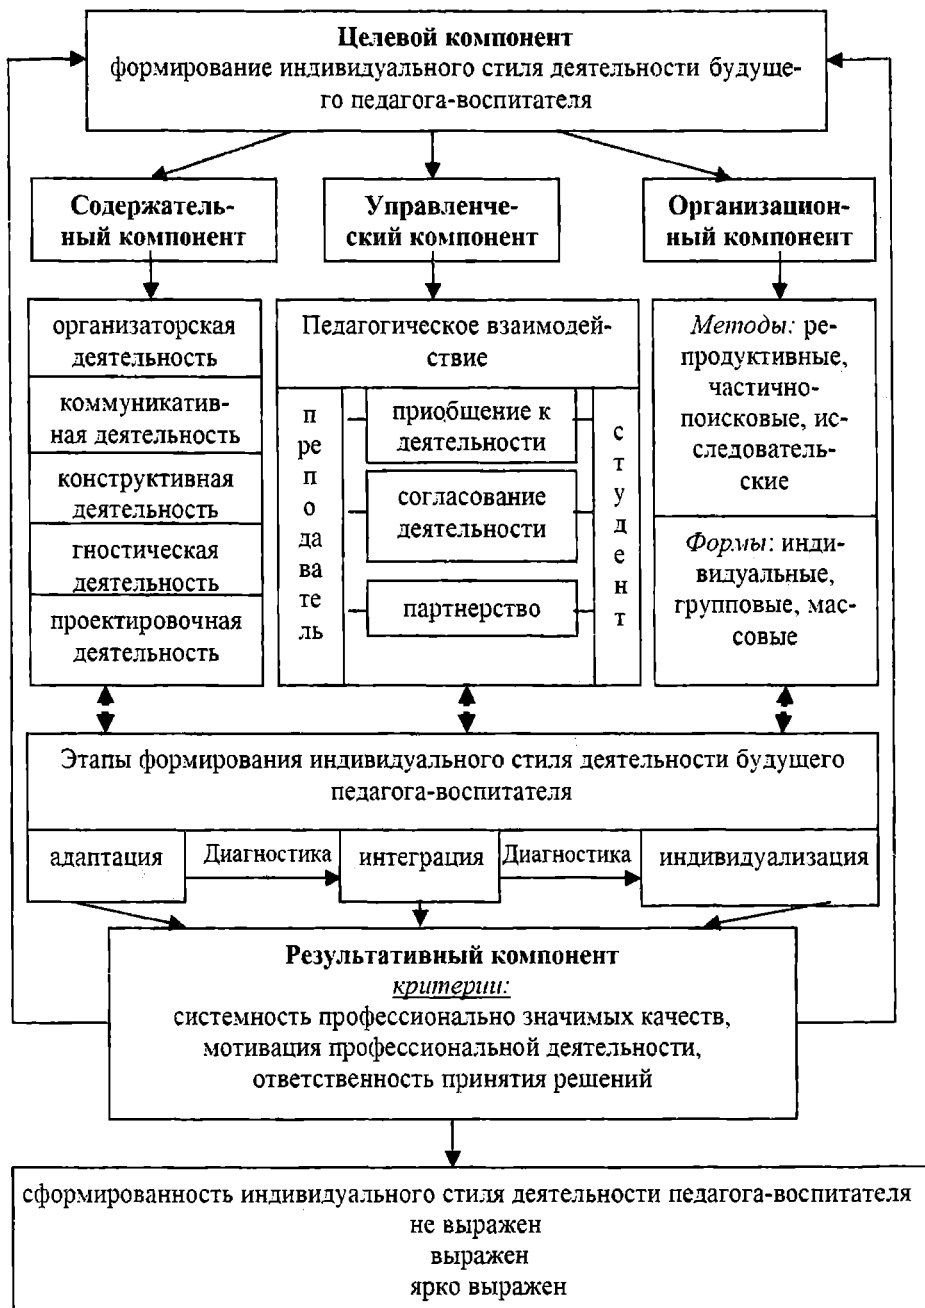 Целевой компонент
формирование индивидуального стиля деятельности будуще-
го педагога-воспитателя
Содержатель-
ный компонент
Управленче-
ский компонент
Организацион-
ный компонент
организаторская
деятельность
коммуникатив-
ная деятельность
конструктивная
деятельность
гностическая
деятельность
проектировочная
деятельность
Педагогическое взаимодей-
ствие
п
ре
п
о
да
ва
те
ль
приобщение к
деятельности
согласование
деятельности
партнерство
с
т
у
д
е
н
т
Методы: ре-
продуктивные,
частично-
поисковые, ис-
следователь-
ские
Формы: инди-
видуальные,
групповые, мас-
совые
Этапы формирования индивидуального стиля деятельности будущего
педагога-воспитателя
адаптация
Диагностика
интеграция
Диагностика
индивидуализация
Результативный компонент
критерии:
системность профессионально значимых качеств,
мотивация профессиональной деятельности,
ответственность принятия решений
сформированность индивидуального стиля деятельности педагога-воспитателя
не выражен
выражен
ярко выражен